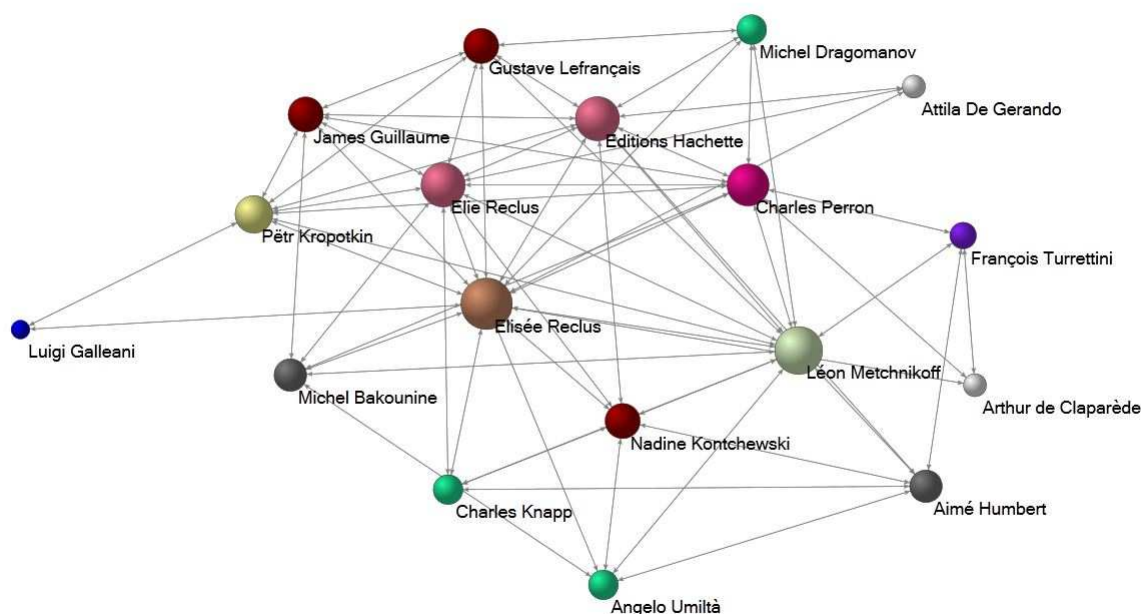 Michel Dragomanov
Gustave Lefrançais
Attila De Gerando
James Guillaume
Editions Hachette
Elie Reclus
Charles Perron
Pëtr Kropotkin
François Turrettini
Elisée Reclus
Luigi Galleani
Léon Metchnikoff
Michel Bakounine
Arthur de Claparède
Nadine Kontchewski
Charles Knapp
Aimé Humbert
Angelo Umiltà